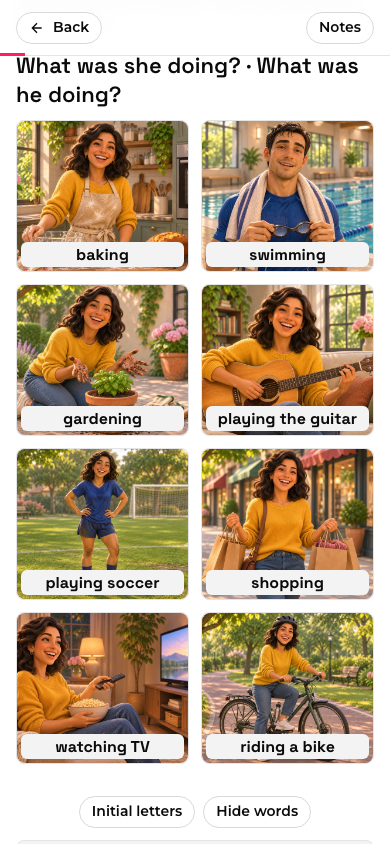 Back
Notes
What was she doing? · What was
he doing?
baking
swimming
gardening
playing the guitar
playing soccer
shopping
watching TV
riding a bike
Initial letters
Hide words